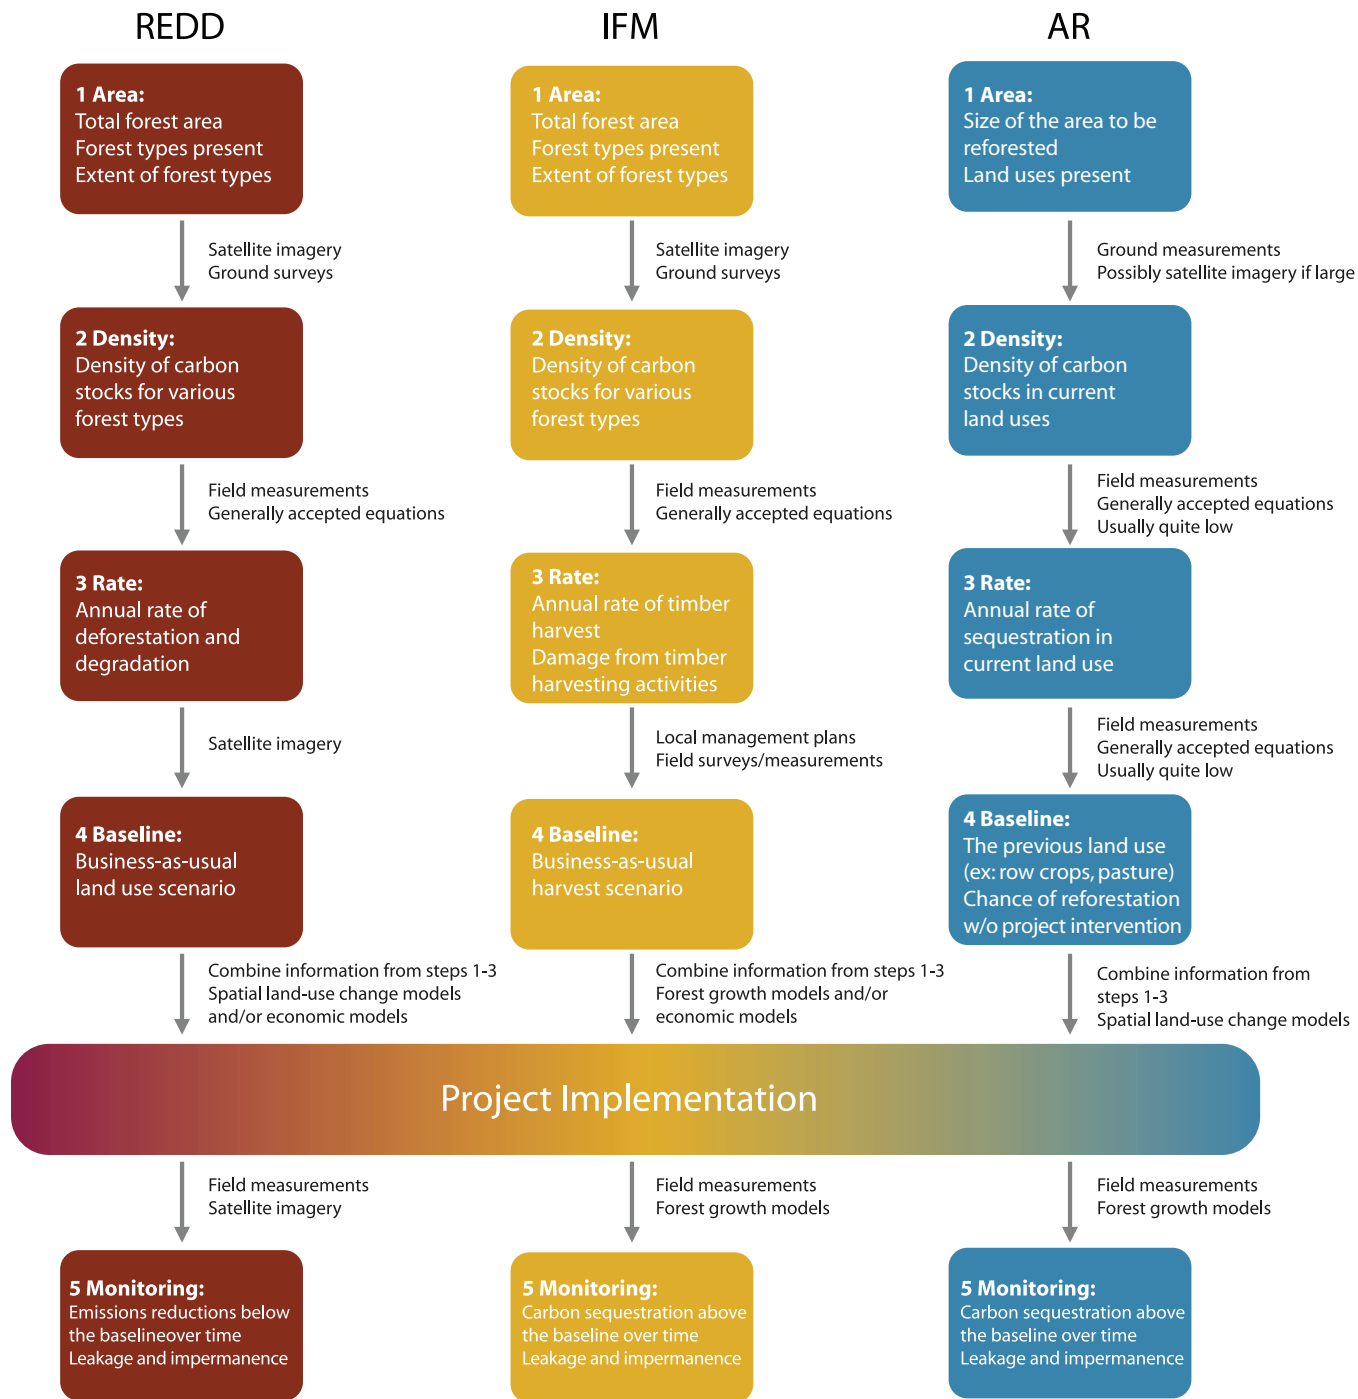 REDD
1 Area:
Total forest area
Forest types present
Extent of forest types
Satellite imagery
Ground surveys
2 Density:
Density of carbon
stocks for various
forest types
Field measurements
Generally accepted equations
3 Rate:
Annual rate of
deforestation and
degradation
Satellite imagery
4 Baseline:
Business-as-usual
land use scenario
Combine information from steps 1-3
Spatial land-use change models
and/or economic models
IFM
1 Area:
Total forest area
Forest types present
Extent of forest types
Satellite imagery
Ground surveys
2 Density:
Density of carbon
stocks for various
forest types
Field measurements
Generally accepted equations
3 Rate:
Annual rate of timber
harvest
Damage from timber
harvesting activities
Local management plans
Field surveys/measurements
4 Baseline:
Business-as-usual
harvest scenario
Combine information from steps 1-3
Forest growth models and/or
economic models
AR
1 Area:
Size of the area to be
reforested
Land uses present
Ground measurements
Possibly satellite imagery if large
2 Density:
Density of carbon
stocks in current
land uses
Field measurements
Generally accepted equations
Usually quite low
3 Rate:
Annual rate of
sequestration in
current land use
Field measurements
Generally accepted equations
Usually quite low
4 Baseline:
The previous land use
(ex: row crops, pasture)
Chance of reforestation
w/o project intervention
Combine information from
steps 1-3
Spatial land-use change models
Project Implementation
Field measurements
Satellite imagery
5 Monitoring:
Emissions reductions below
the baselineover time
Leakage and impermanence
Field measurements
Forest growth models
5 Monitoring:
Carbon sequestration above
the baseline over time
Leakage and impermanence
Field measurements
Forest growth models
5 Monitoring:
Carbon sequestration above
the baseline over time
Leakage and impermanence